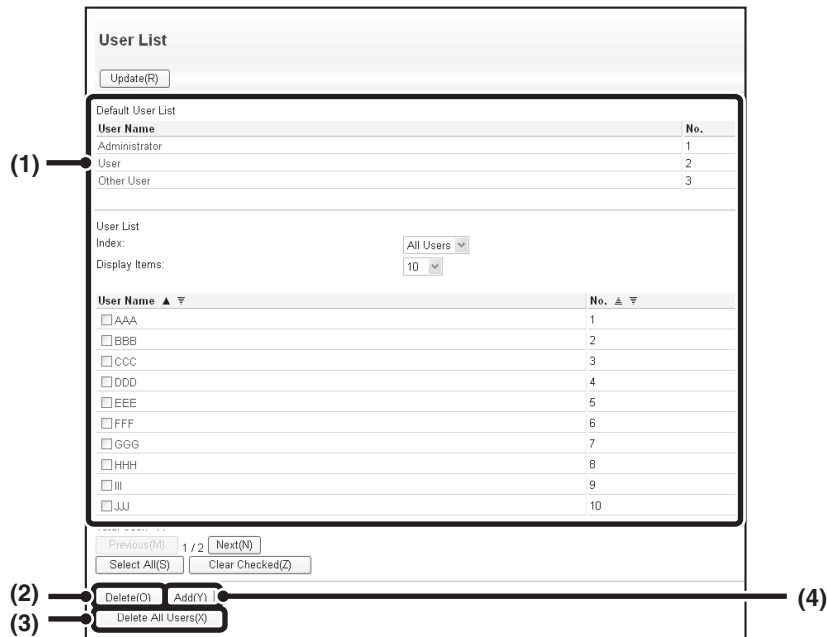 User List
Update(R)
Default User List
User Name No.
Administrator 1
User 2
Other User 3
(1)
User List
Index: All Users
Display Items: 10
User Name ▲ ▼ No. ▲ ▼
AAA 1
BBB 2
CCC 3
DDD 4
EEE 5
FFF 6
GGG 7
HHH 8
III 9
JJJ 10
Previous(M) 1 / 2 Next(N)
Select All(S) Clear Checked(Z)
(2) Delete(O) Add(Y) (4)
(3) Delete All Users(X)